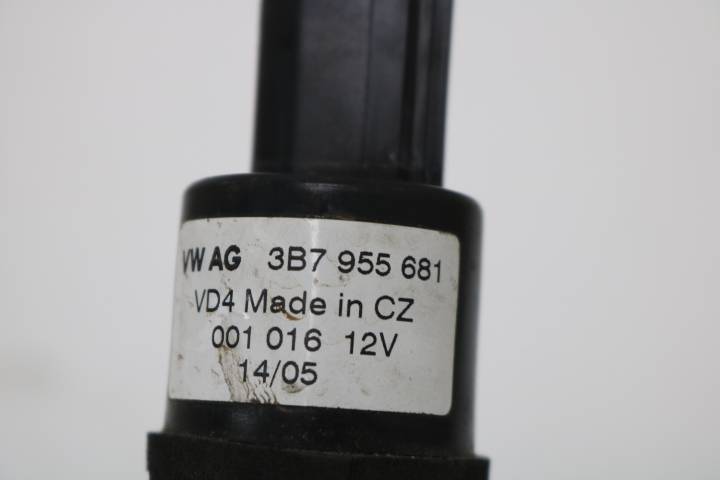 VW AG 3B7 955 681
VD4 Made in CZ
001 016 12V
14/05